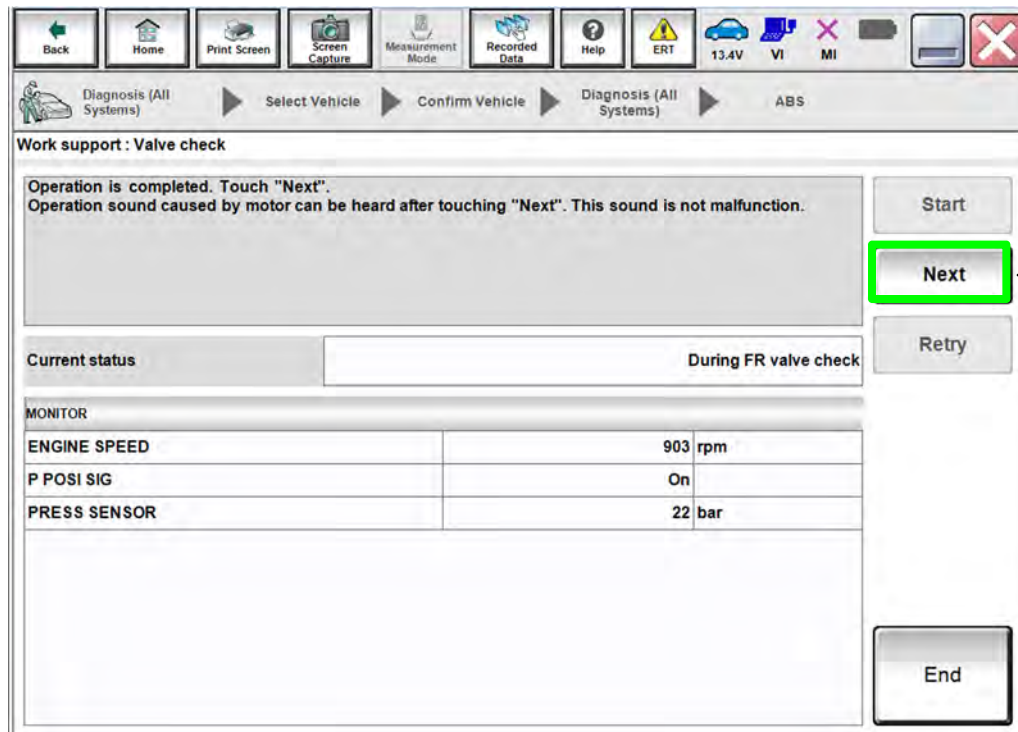 Back
Home
Print Screen
Screen
Capture
Measurement
Mode
Recorded
Data
Help
ERT
13.4V
VI
MI
Diagnosis (All
Systems)
Select Vehicle
Confirm Vehicle
Diagnosis (All
Systems)
ABS
Work support : Valve check
Operation is completed. Touch "Next".
Operation sound caused by motor can be heard after touching "Next". This sound is not malfunction.
Start
Next
Retry
Current status During FR valve check
MONITOR
ENGINE SPEED 903 rpm
P POSI SIG On
PRESS SENSOR 22 bar
End